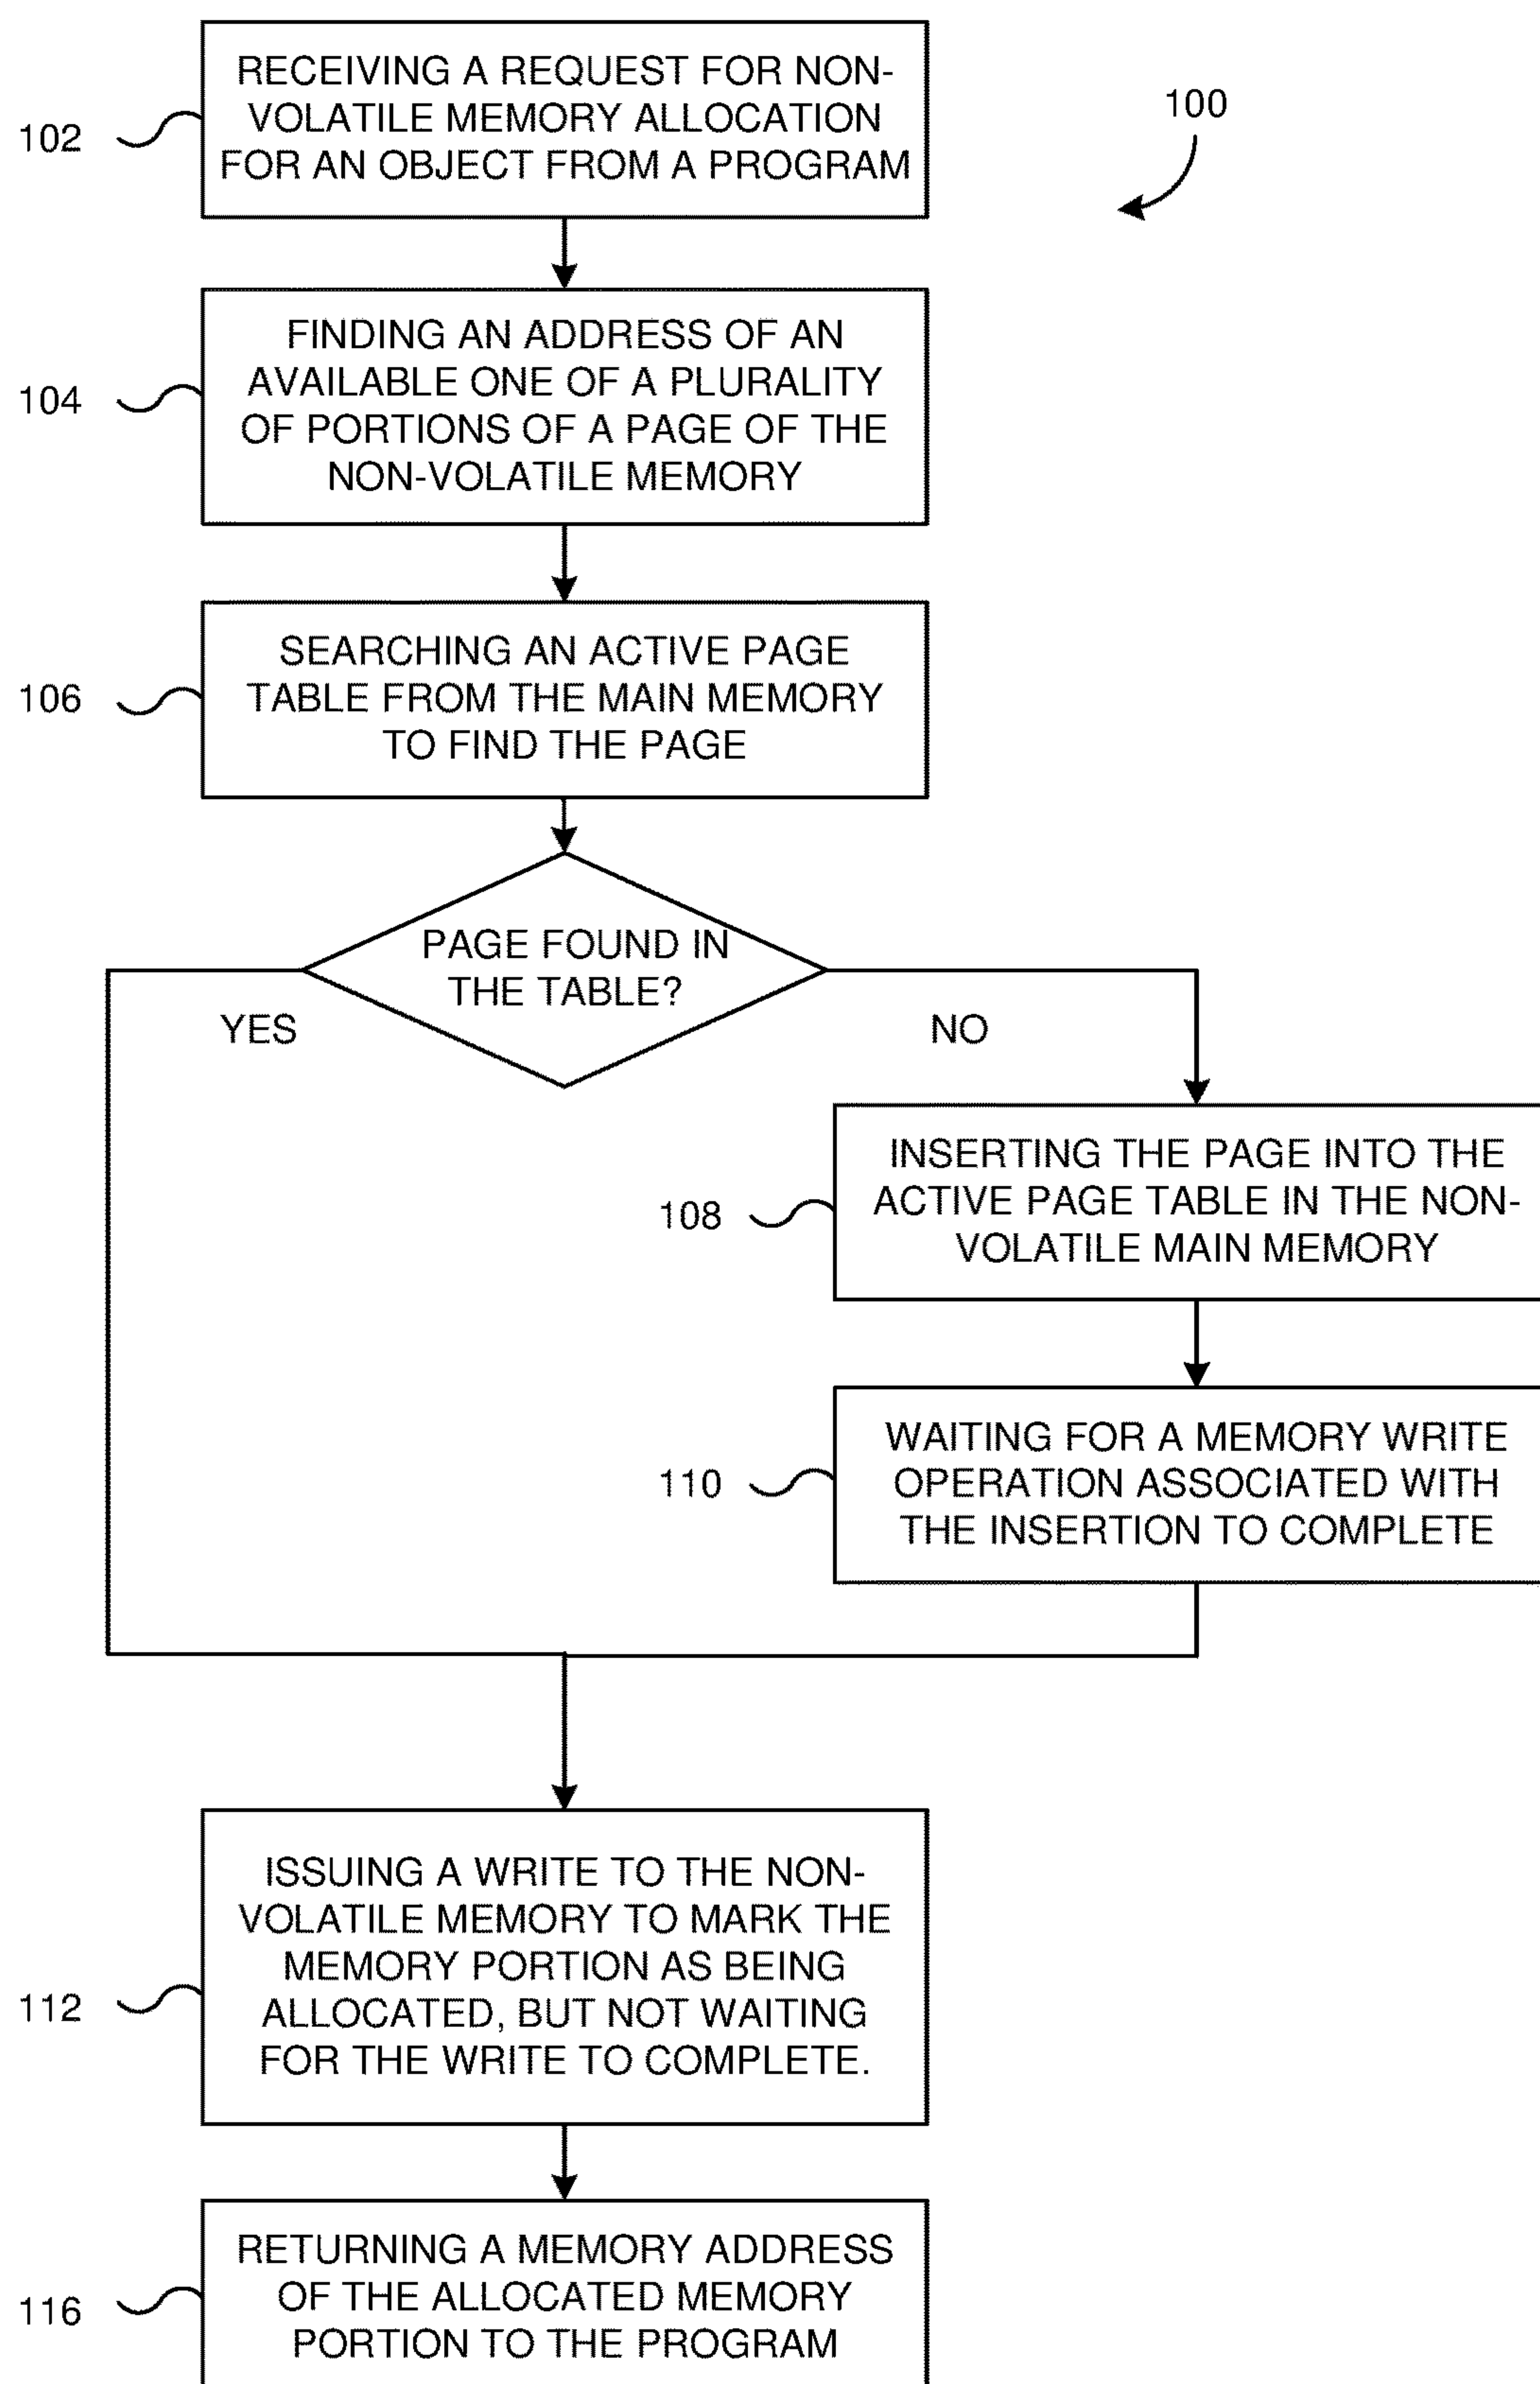 RECEIVING A REQUEST FOR NON-
VOLATILE MEMORY ALLOCATION
FOR AN OBJECT FROM A PROGRAM
102
100
FINDING AN ADDRESS OF AN
AVAILABLE ONE OF A PLURALITY
OF PORTIONS OF A PAGE OF THE
NON-VOLATILE MEMORY
104
SEARCHING AN ACTIVE PAGE
TABLE FROM THE MAIN MEMORY
TO FIND THE PAGE
106
PAGE FOUND IN
THE TABLE?
YES
NO
INSERTING THE PAGE INTO THE
ACTIVE PAGE TABLE IN THE NON-
VOLATILE MAIN MEMORY
108
WAITING FOR A MEMORY WRITE
OPERATION ASSOCIATED WITH
THE INSERTION TO COMPLETE
110
ISSUING A WRITE TO THE NON-
VOLATILE MEMORY TO MARK THE
MEMORY PORTION AS BEING
ALLOCATED, BUT NOT WAITING
FOR THE WRITE TO COMPLETE.
112
RETURNING A MEMORY ADDRESS
OF THE ALLOCATED MEMORY
PORTION TO THE PROGRAM
116